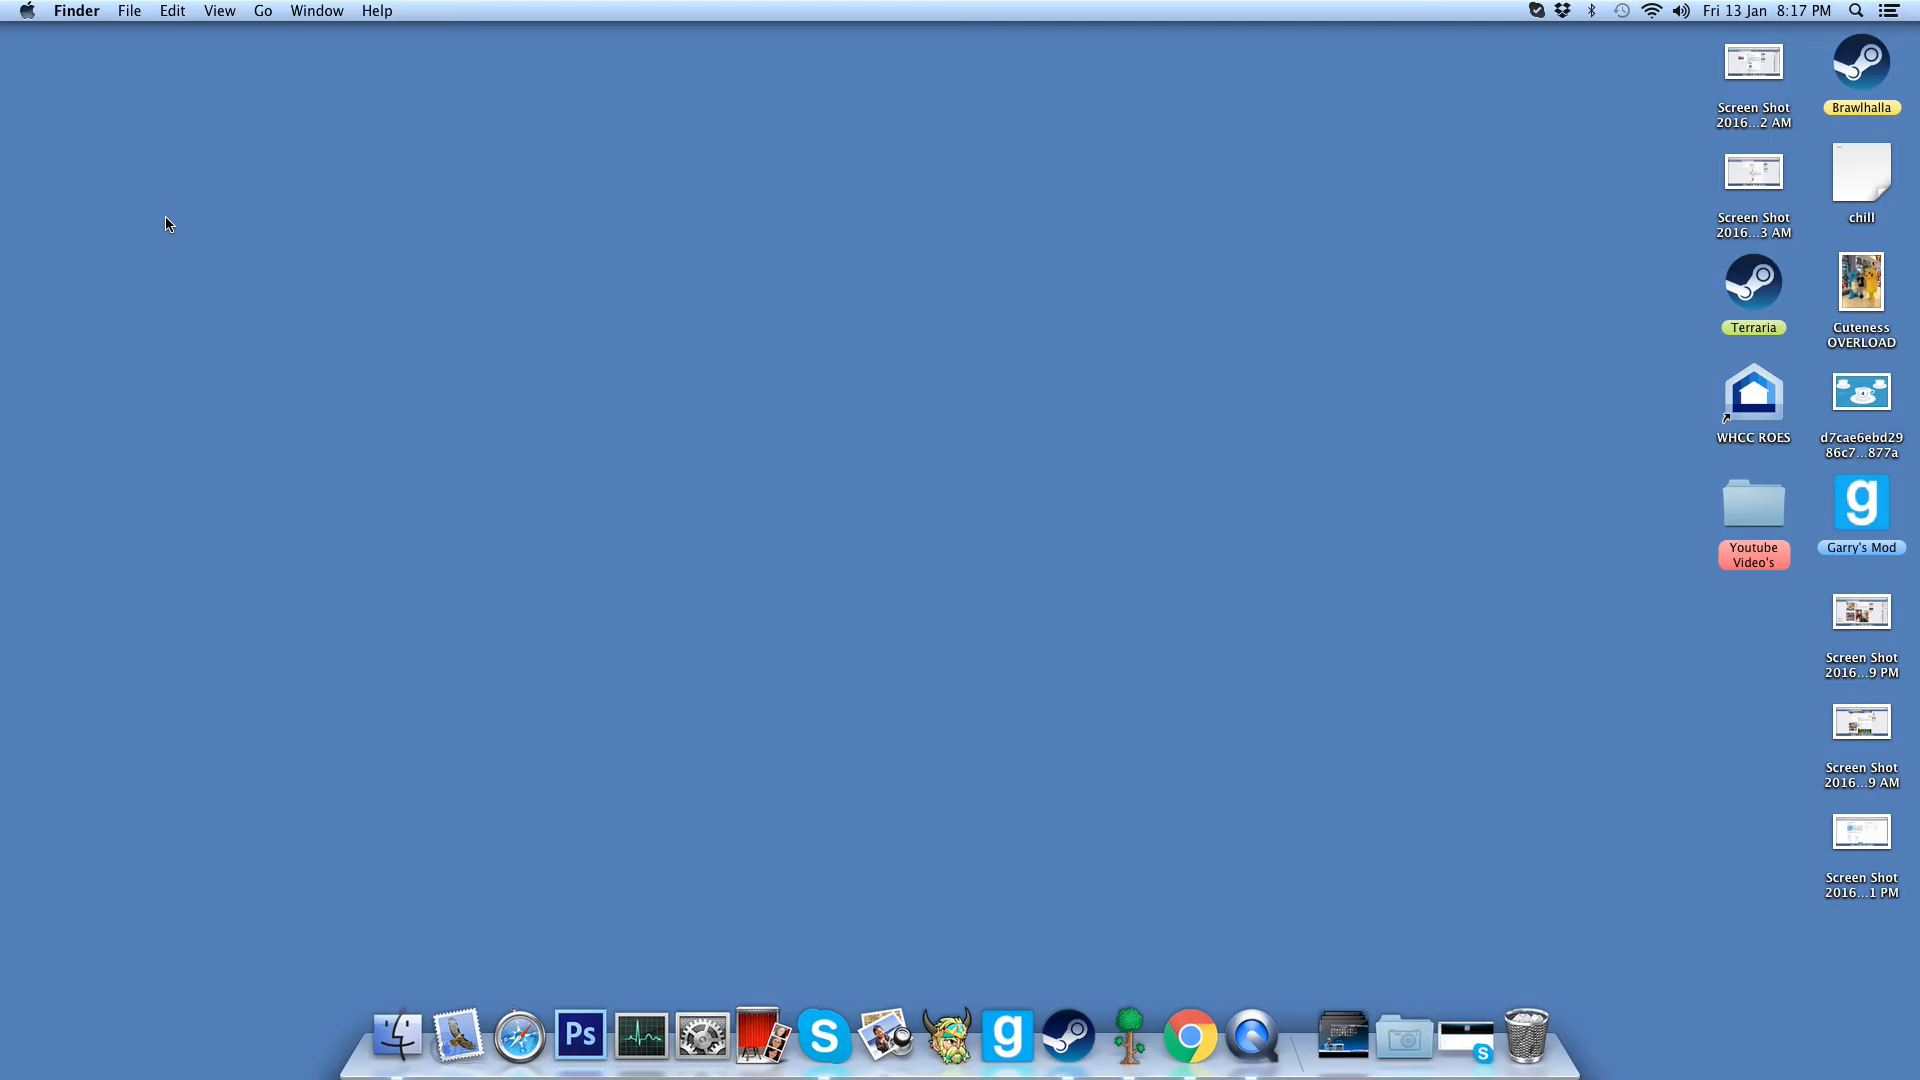 Finder File Edit View Go Window Help
Fri 13 Jan 8:17 PM
Screen Shot
2016...2 AM
Brawlhalla
Screen Shot
2016...3 AM
chill
Terraria
Cuteness
OVERLOAD
WHCC ROES
d7cae6ebd29
86c7...877a
Youtube
Video's
g
Garry's Mod
Screen Shot
2016...9 PM
Screen Shot
2016...9 AM
Screen Shot
2016...1 PM
Ps
S
g
S